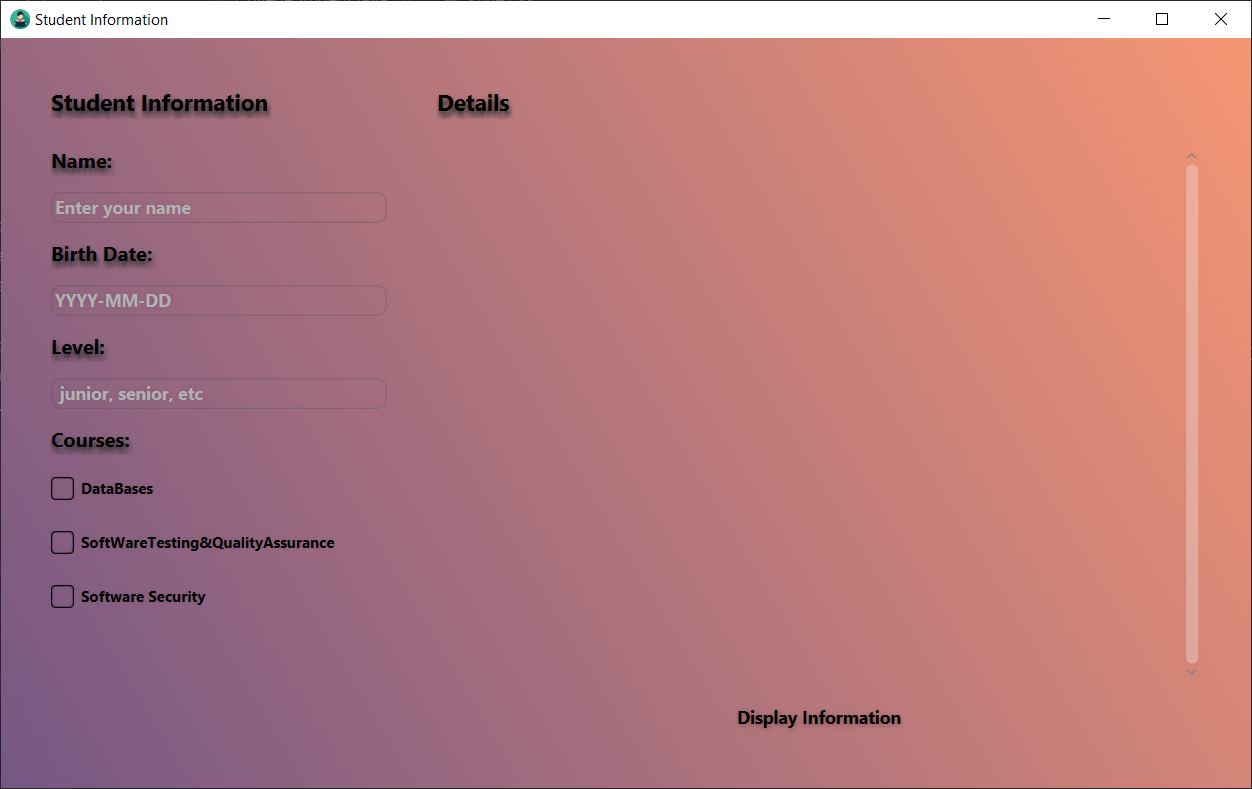 Student Information
Student Information
Details
Name:
Enter your name
Birth Date:
YYYY-MM-DD
Level:
junior, senior, etc
Courses:
DataBases
SoftWareTesting&QualityAssurance
Software Security
Display Information